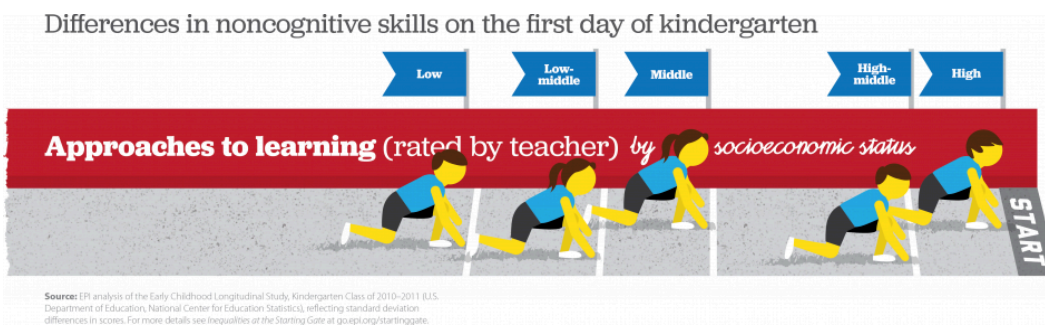 Differences in noncognitive skills on the first day of kindergarten
Low
Low-
middle
Middle
High-
middle
High
Approaches to learning (rated by teacher) by socioeconomic status
START
Source: EPI analysis of the Early Childhood Longitudinal Study, Kindergarten Class of 2010–2011 (U.S.
Department of Education, National Center for Education Statistics), reflecting standard deviation
differences in scores. For more details see Inequalities at the Starting Gate at go.epi.org/startinggate.